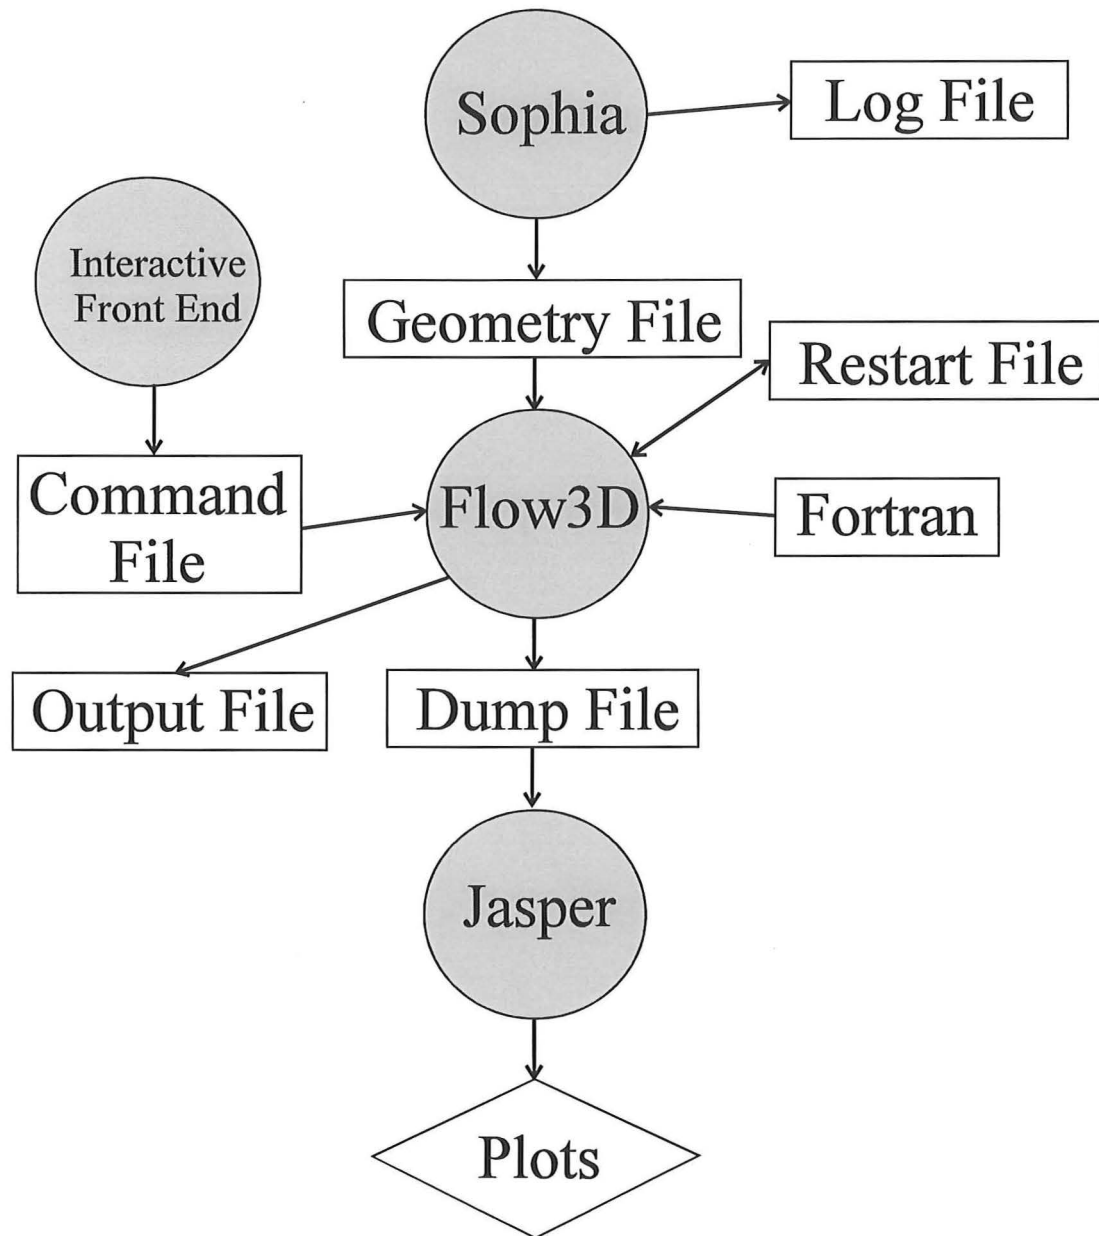 Sophia
Log File
Interactive
Front End
Geometry File
Restart File
Command
File
Flow3D
Fortran
Output File
Dump File
Jasper
Plots